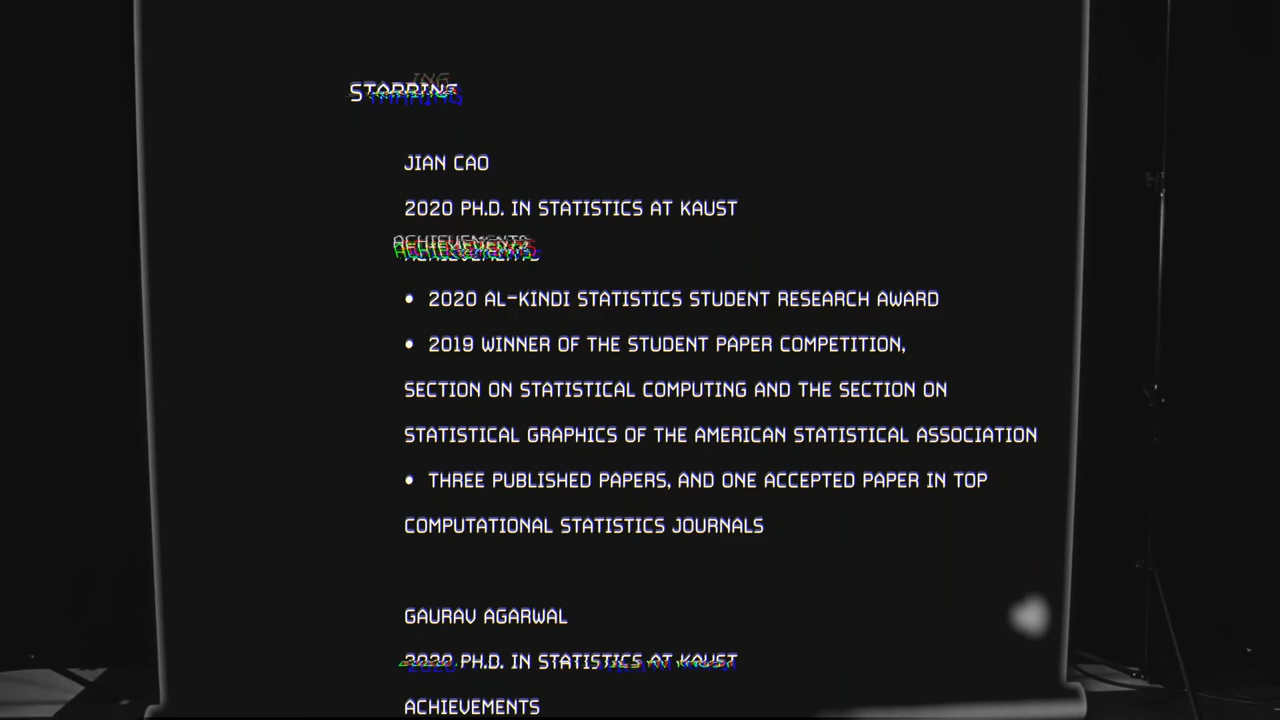 STARRING
JIAN CAO
2020 PH.D. IN STATISTICS AT KAUST
ACHIEVEMENTS
• 2020 AL-KINDI STATISTICS STUDENT RESEARCH AWARD
• 2019 WINNER OF THE STUDENT PAPER COMPETITION,
SECTION ON STATISTICAL COMPUTING AND THE SECTION ON
STATISTICAL GRAPHICS OF THE AMERICAN STATISTICAL ASSOCIATION
• THREE PUBLISHED PAPERS, AND ONE ACCEPTED PAPER IN TOP
COMPUTATIONAL STATISTICS JOURNALS
GAURAV AGARWAL
2020 PH.D. IN STATISTICS AT KAUST
ACHIEVEMENTS